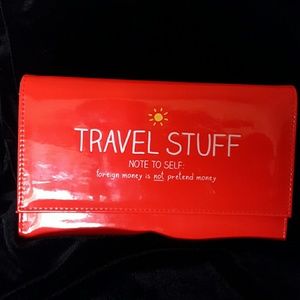 TRAVEL STUFF
NOTE TO SELF:
foreign money is not pretend money